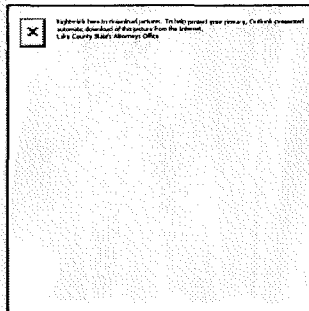 Right-click here to download pictures. To help protect your privacy, Outlook prevented
automatic download of this picture from the Internet.
Lake County State's Attorneys Office